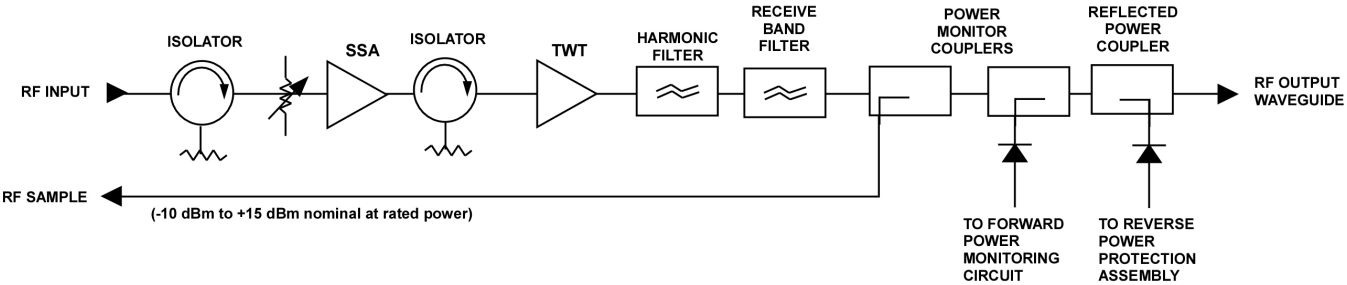 RF INPUT
ISOLATOR
SSA
ISOLATOR
TWT
HARMONIC
FILTER
RECEIVE
BAND
FILTER
POWER
MONITOR
COUPLERS
REFLECTED
POWER
COUPLER
RF OUTPUT
WAVEGUIDE
RF SAMPLE
(-10 dBm to +15 dBm nominal at rated power)
TO FORWARD
POWER
MONITORING
CIRCUIT
TO REVERSE
POWER
PROTECTION
ASSEMBLY